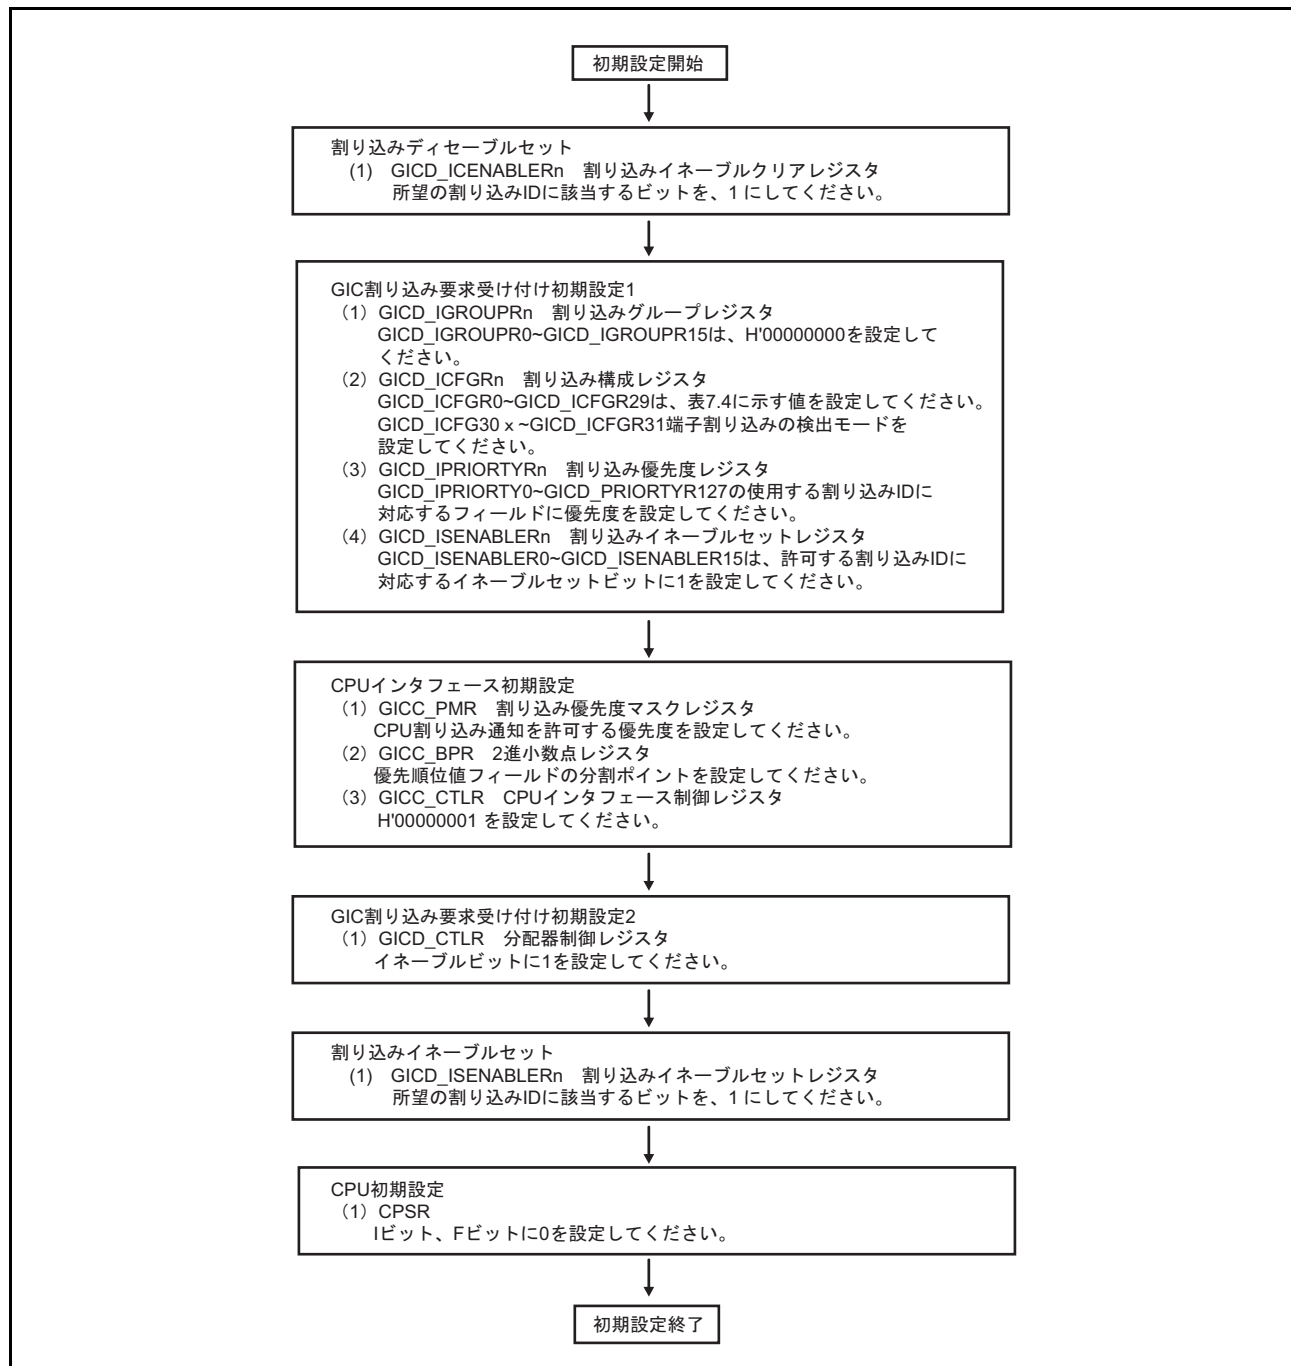 初期設定開始
割り込みディセーブルセット
(1) GICD_ICENABLERn 割り込みイネーブルクリアレジスタ
所望の割り込みIDに該当するビットを、1 にしてください。
GIC割り込み要求受け付け初期設定1
（1）GICD_IGROUPRn 割り込みグループレジスタ
GICD_IGROUPR0~GICD_IGROUPR15は、H'00000000を設定して
ください。
（2）GICD_ICFGRn 割り込み構成レジスタ
GICD_ICFGR0~GICD_ICFGR29は、表7.4に示す値を設定してください。
GICD_ICFG30 x ~GICD_ICFGR31端子割り込みの検出モードを
設定してください。
（3）GICD_IPRIORTYRn 割り込み優先度レジスタ
GICD_IPRIORTY0~GICD_PRIORTYR127の使用する割り込みIDに
対応するフィールドに優先度を設定してください。
（4）GICD_ISENABLERn 割り込みイネーブルセットレジスタ
GICD_ISENABLER0~GICD_ISENABLER15は、許可する割り込みIDに
対応するイネーブルセットビットに1を設定してください。
CPUインタフェース初期設定
（1）GICC_PMR 割り込み優先度マスクレジスタ
CPU割り込み通知を許可する優先度を設定してください。
（2）GICC_BPR 2進小数点レジスタ
優先順位値フィールドの分割ポイントを設定してください。
（3）GICC_CTLR CPUインタフェース制御レジスタ
H'00000001 を設定してください。
GIC割り込み要求受け付け初期設定2
（1）GICD_CTLR 分配器制御レジスタ
イネーブルビットに1を設定してください。
割り込みイネーブルセット
(1) GICD_ISENABLERn 割り込みイネーブルセットレジスタ
所望の割り込みIDに該当するビットを、1 にしてください。
CPU初期設定
（1）CPSR
Iビット、Fビットに0を設定してください。
初期設定終了